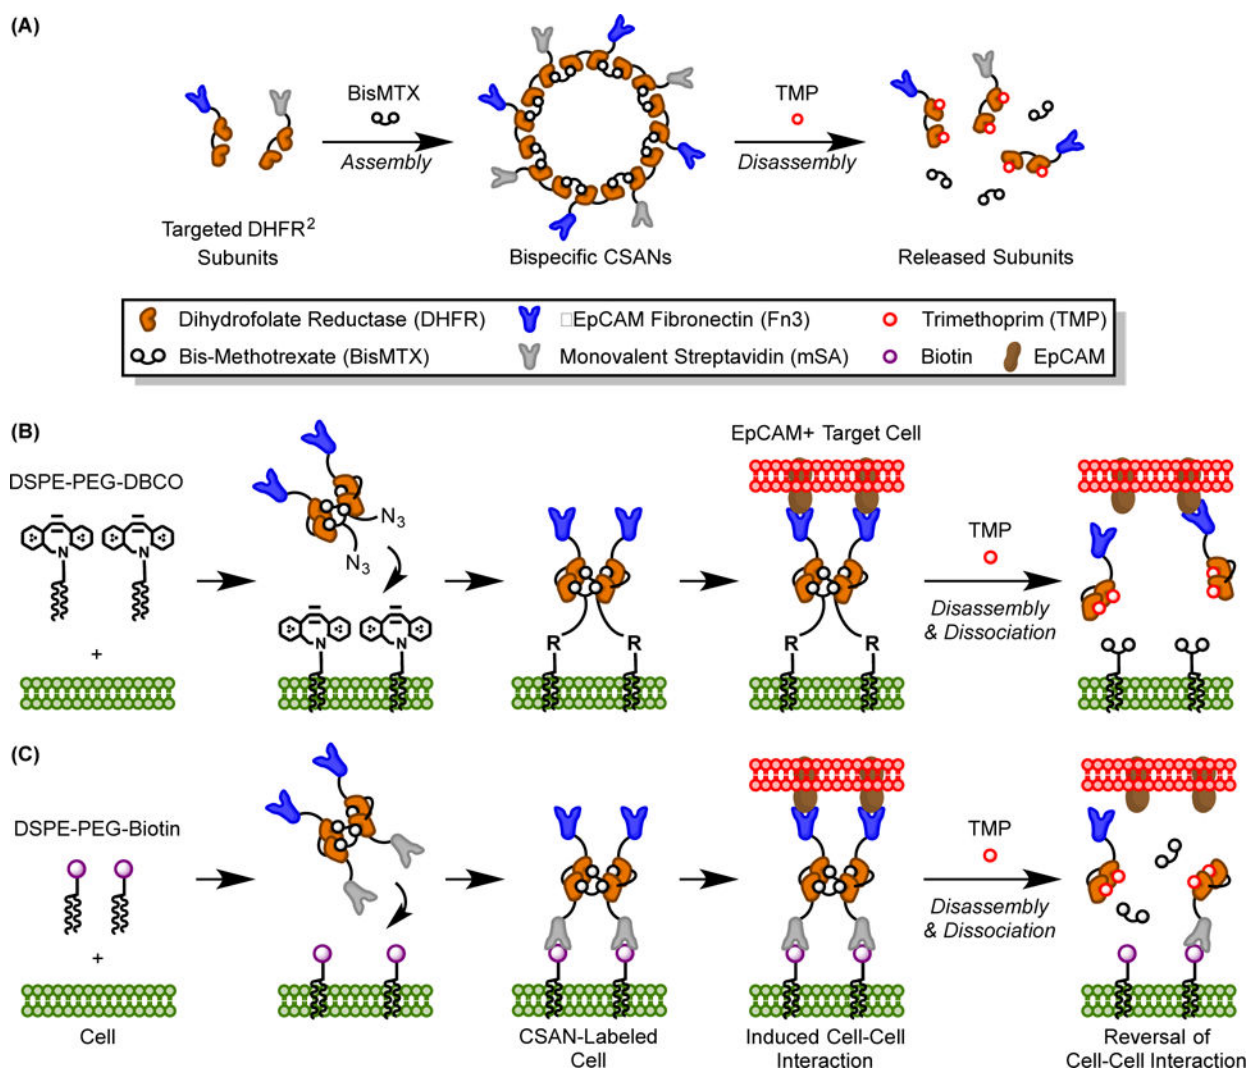 (A)
BisMTX
Assembly
TMP
Disassembly
Targeted DHFR²
Subunits
Bispecific CSANs
Released Subunits
Dihydrofolate Reductase (DHFR)
□EpCAM Fibronectin (Fn3)
Trimethoprim (TMP)
Bis-Methotrexate (BisMTX)
Monovalent Streptavidin (mSA)
Biotin
EpCAM
(B)
DSPE-PEG-DBCO
N
N
+
N₃
N₃
N
N
R
R
EpCAM+ Target Cell
TMP
Disassembly
& Dissociation
(C)
DSPE-PEG-Biotin
+
Cell
CSAN-Labeled
Cell
Induced Cell-Cell
Interaction
TMP
Disassembly
& Dissociation
Reversal of
Cell-Cell Interaction